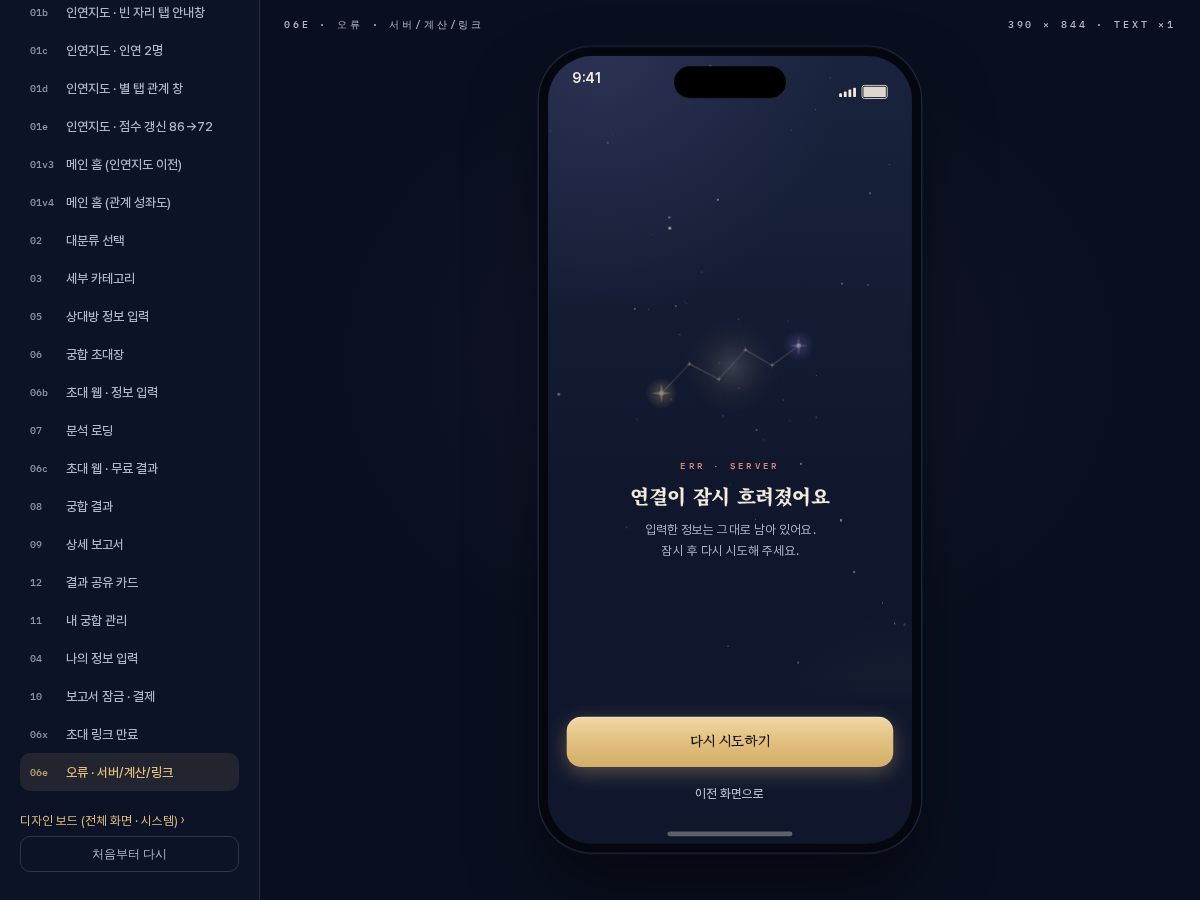 01b 인연지도 · 빈 자리 탭 안내창
01c 인연지도 · 인연 2명
01d 인연지도 · 별 탭 관계 창
01e 인연지도 · 점수 갱신 86→72
01v3 메인 홈 (인연지도 이전)
01v4 메인 홈 (관계 성좌도)
02 대분류 선택
03 세부 카테고리
05 상대방 정보 입력
06 궁합 초대장
06b 초대 웹 · 정보 입력
07 분석 로딩
06c 초대 웹 · 무료 결과
08 궁합 결과
09 상세 보고서
12 결과 공유 카드
11 내 궁합 관리
04 나의 정보 입력
10 보고서 잠금 · 결제
06x 초대 링크 만료
06e 오류 · 서버/계산/링크
디자인 보드 (전체 화면 · 시스템) ›
처음부터 다시
06E · 오류 · 서버/계산/링크
390 × 844 · TEXT ×1
9:41
ERR · SERVER
연결이 잠시 흐려졌어요
입력한 정보는 그대로 남아 있어요.
잠시 후 다시 시도해 주세요.
다시 시도하기
이전 화면으로